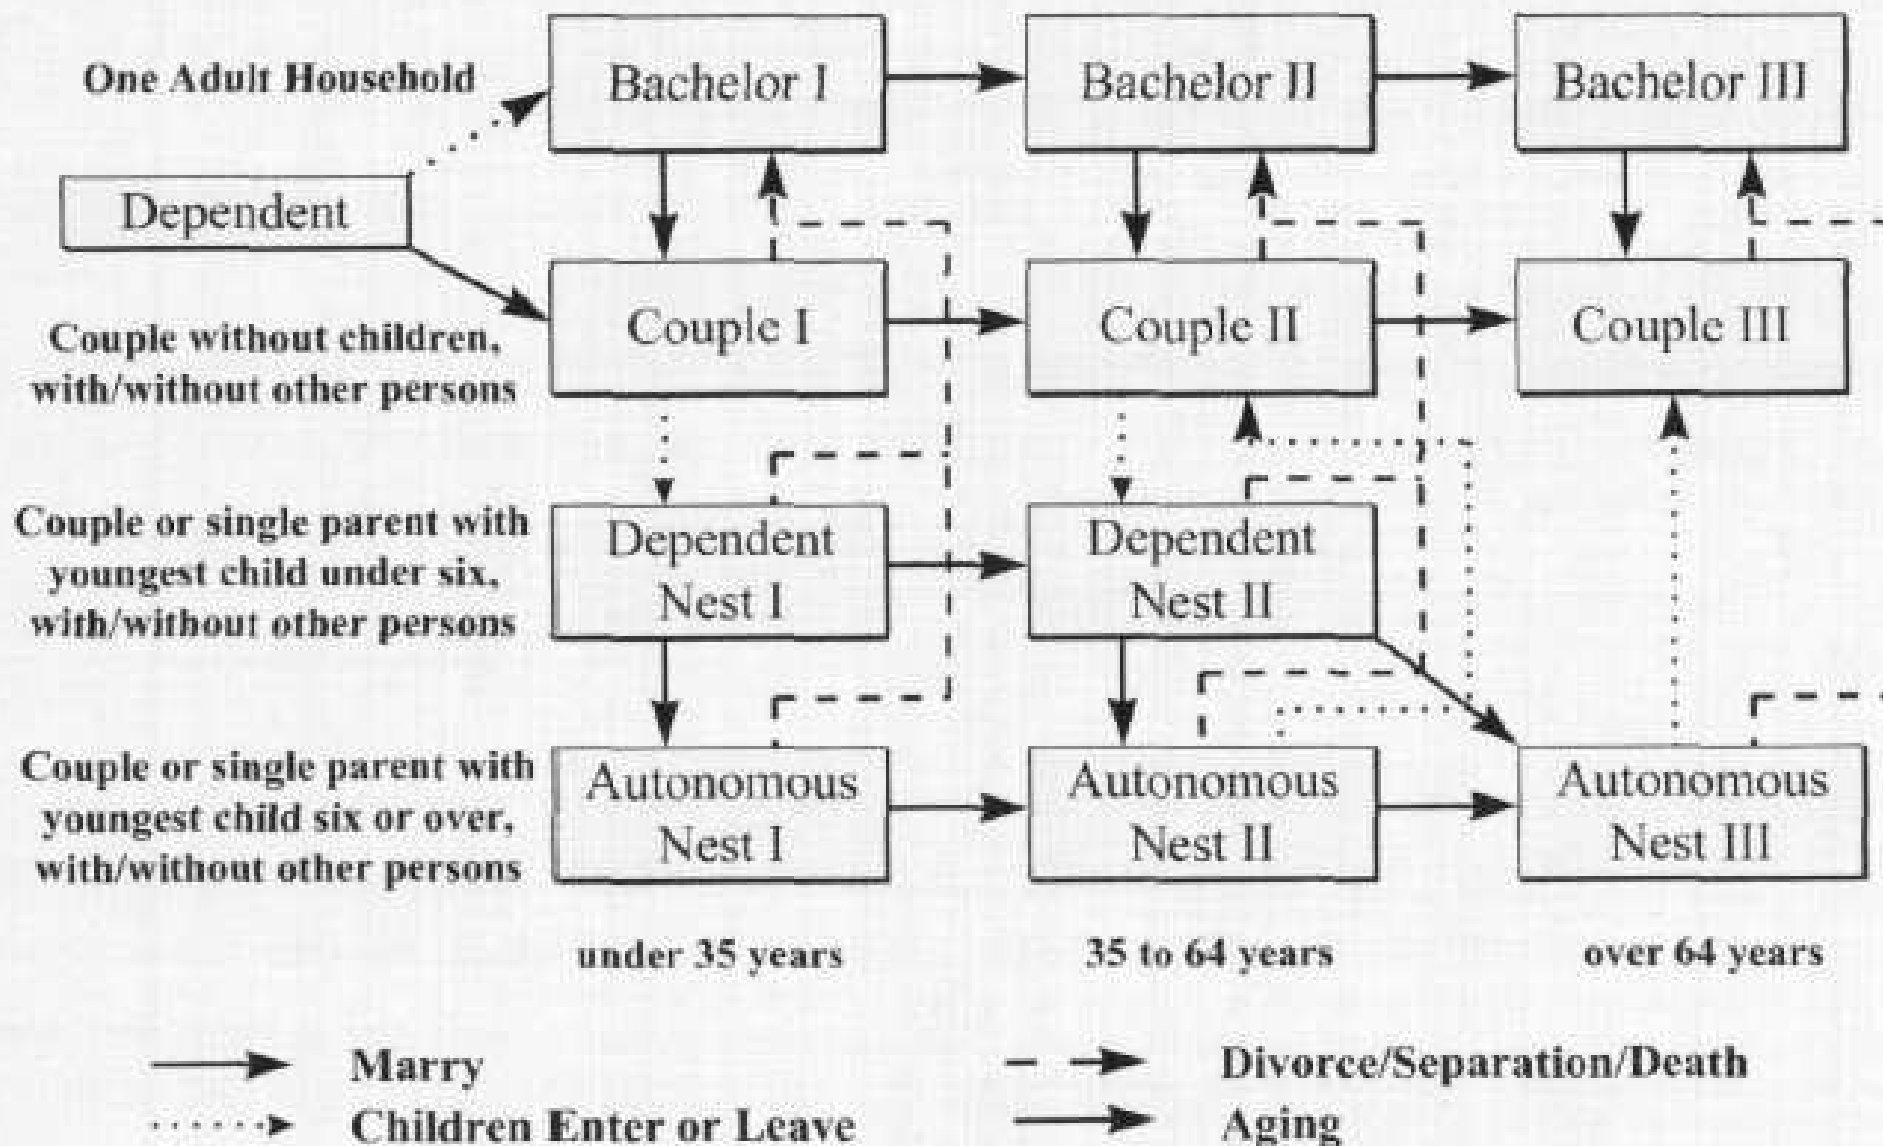 One Adult Household
Bachelor I
Bachelor II
Bachelor III
Dependent
Couple I
Couple II
Couple III
Couple without children,
with/without other persons
Couple or single parent with
youngest child under six,
with/without other persons
Dependent
Nest I
Dependent
Nest II
Couple or single parent with
youngest child six or over,
with/without other persons
Autonomous
Nest I
Autonomous
Nest II
Autonomous
Nest III
under 35 years
35 to 64 years
over 64 years
Marry
Divorce/Separation/Death
Children Enter or Leave
Aging